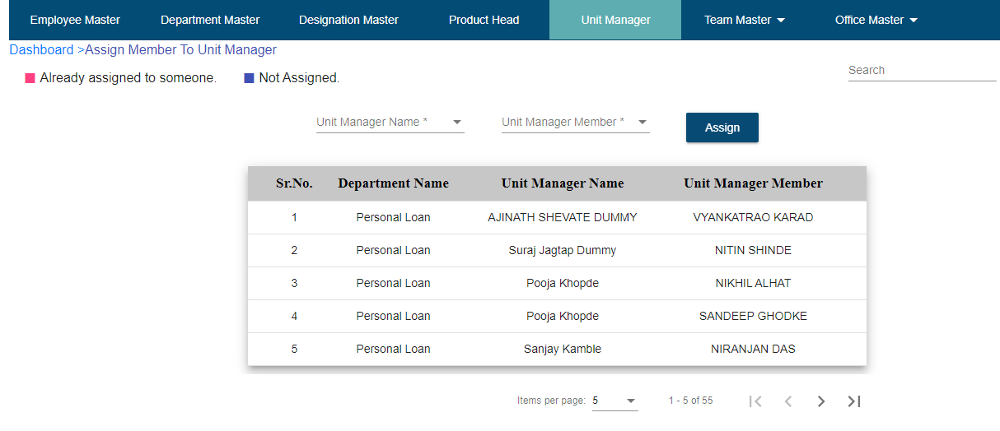 Employee Master Department Master Designation Master Product Head Unit Manager Team Master Office Master
Dashboard >Assign Member To Unit Manager
Already assigned to someone. Not Assigned.
Search
Unit Manager Name * Unit Manager Member * Assign
Sr.No. Department Name Unit Manager Name Unit Manager Member
1 Personal Loan AJINATH SHEVATE DUMMY VYANKATRAO KARAD
2 Personal Loan Suraj Jagtap Dummy NITIN SHINDE
3 Personal Loan Pooja Khopde NIKHIL ALHAT
4 Personal Loan Pooja Khopde SANDEEP GHODKE
5 Personal Loan Sanjay Kamble NIRANJAN DAS
Items per page: 5 1 - 5 of 55